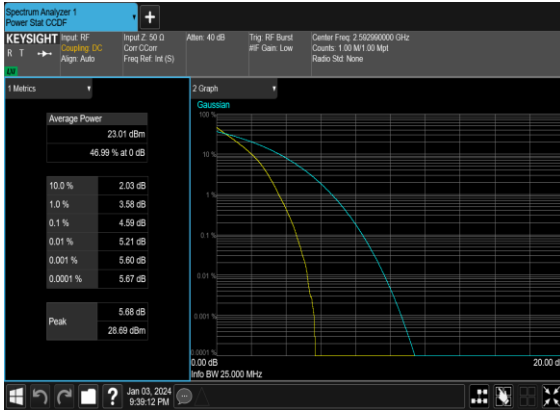 Spectrum Analyzer 1
Power Stat CCDF
+
KEYSIGHT
R T
LXI
Input: RF
Coupling: DC
Align: Auto
Input Z: 50 Ω
Corr CCorr
Freq Ref: Int (S)
Atten: 40 dB
Trig: RF Burst
#IF Gain: Low
Center Freq: 2.592990000 GHz
Counts: 1.00 M/1.00 Mpt
Radio Std: None
1 Metrics
Average Power
23.01 dBm
46.99 % at 0 dB
10.0 % 2.03 dB
1.0 % 3.58 dB
0.1 % 4.59 dB
0.01 % 5.21 dB
0.001 % 5.60 dB
0.0001 % 5.67 dB
Peak
5.68 dB
28.69 dBm
2 Graph
Gaussian
100 %
10 %
1 %
0.1 %
0.01 %
0.001 %
0.0001 %
0.00 dB
20.00 d
Info BW 25.000 MHz
?
Jan 03, 2024
9:39:12 PM